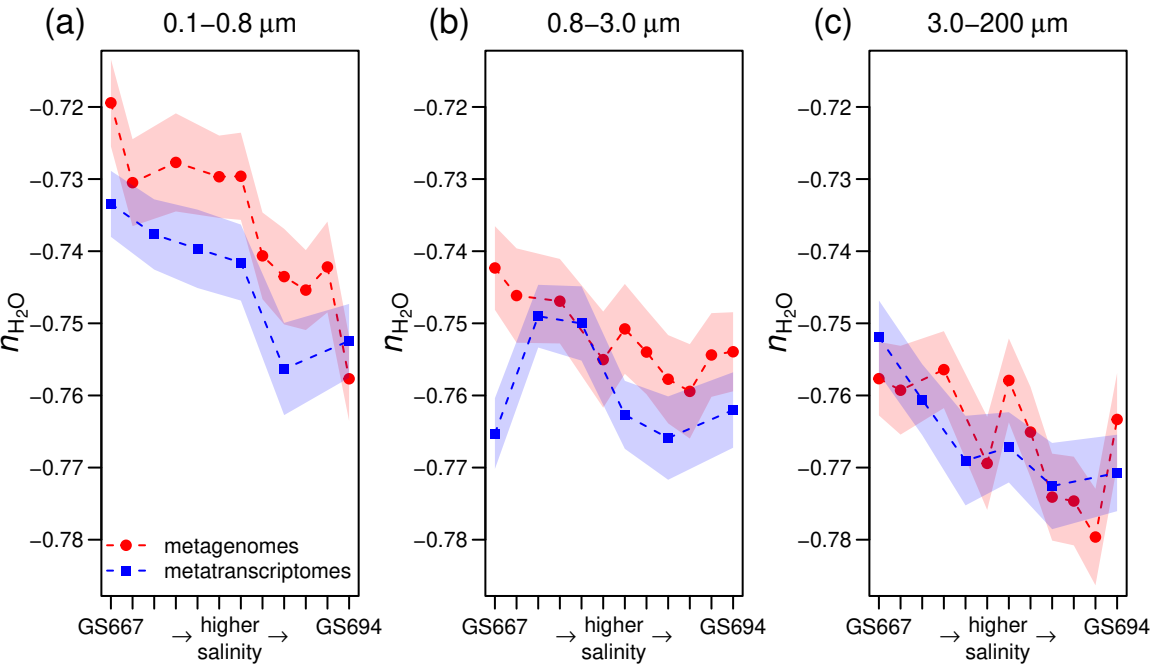 (a) 0.1–0.8 μm
−0.72
−0.73
−0.74
−0.75
−0.76
−0.77
−0.78
nH2O
metagenomes
metatranscriptomes
GS667 → higher → GS694
salinity
(b) 0.8–3.0 μm
−0.72
−0.73
−0.74
−0.75
−0.76
−0.77
−0.78
nH2O
GS667 → higher → GS694
salinity
(c) 3.0–200 μm
−0.72
−0.73
−0.74
−0.75
−0.76
−0.77
−0.78
nH2O
GS667 → higher → GS694
salinity